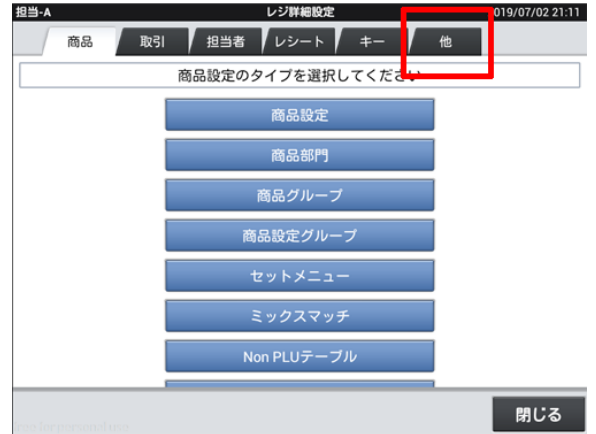 担当-A レジ詳細設定 019/07/02 21:11
商品 取引 担当者 レシート キー 他
商品設定のタイプを選択してください
商品設定
商品部門
商品グループ
商品設定グループ
セットメニュー
ミックスマッチ
Non PLUテーブル
閉じる